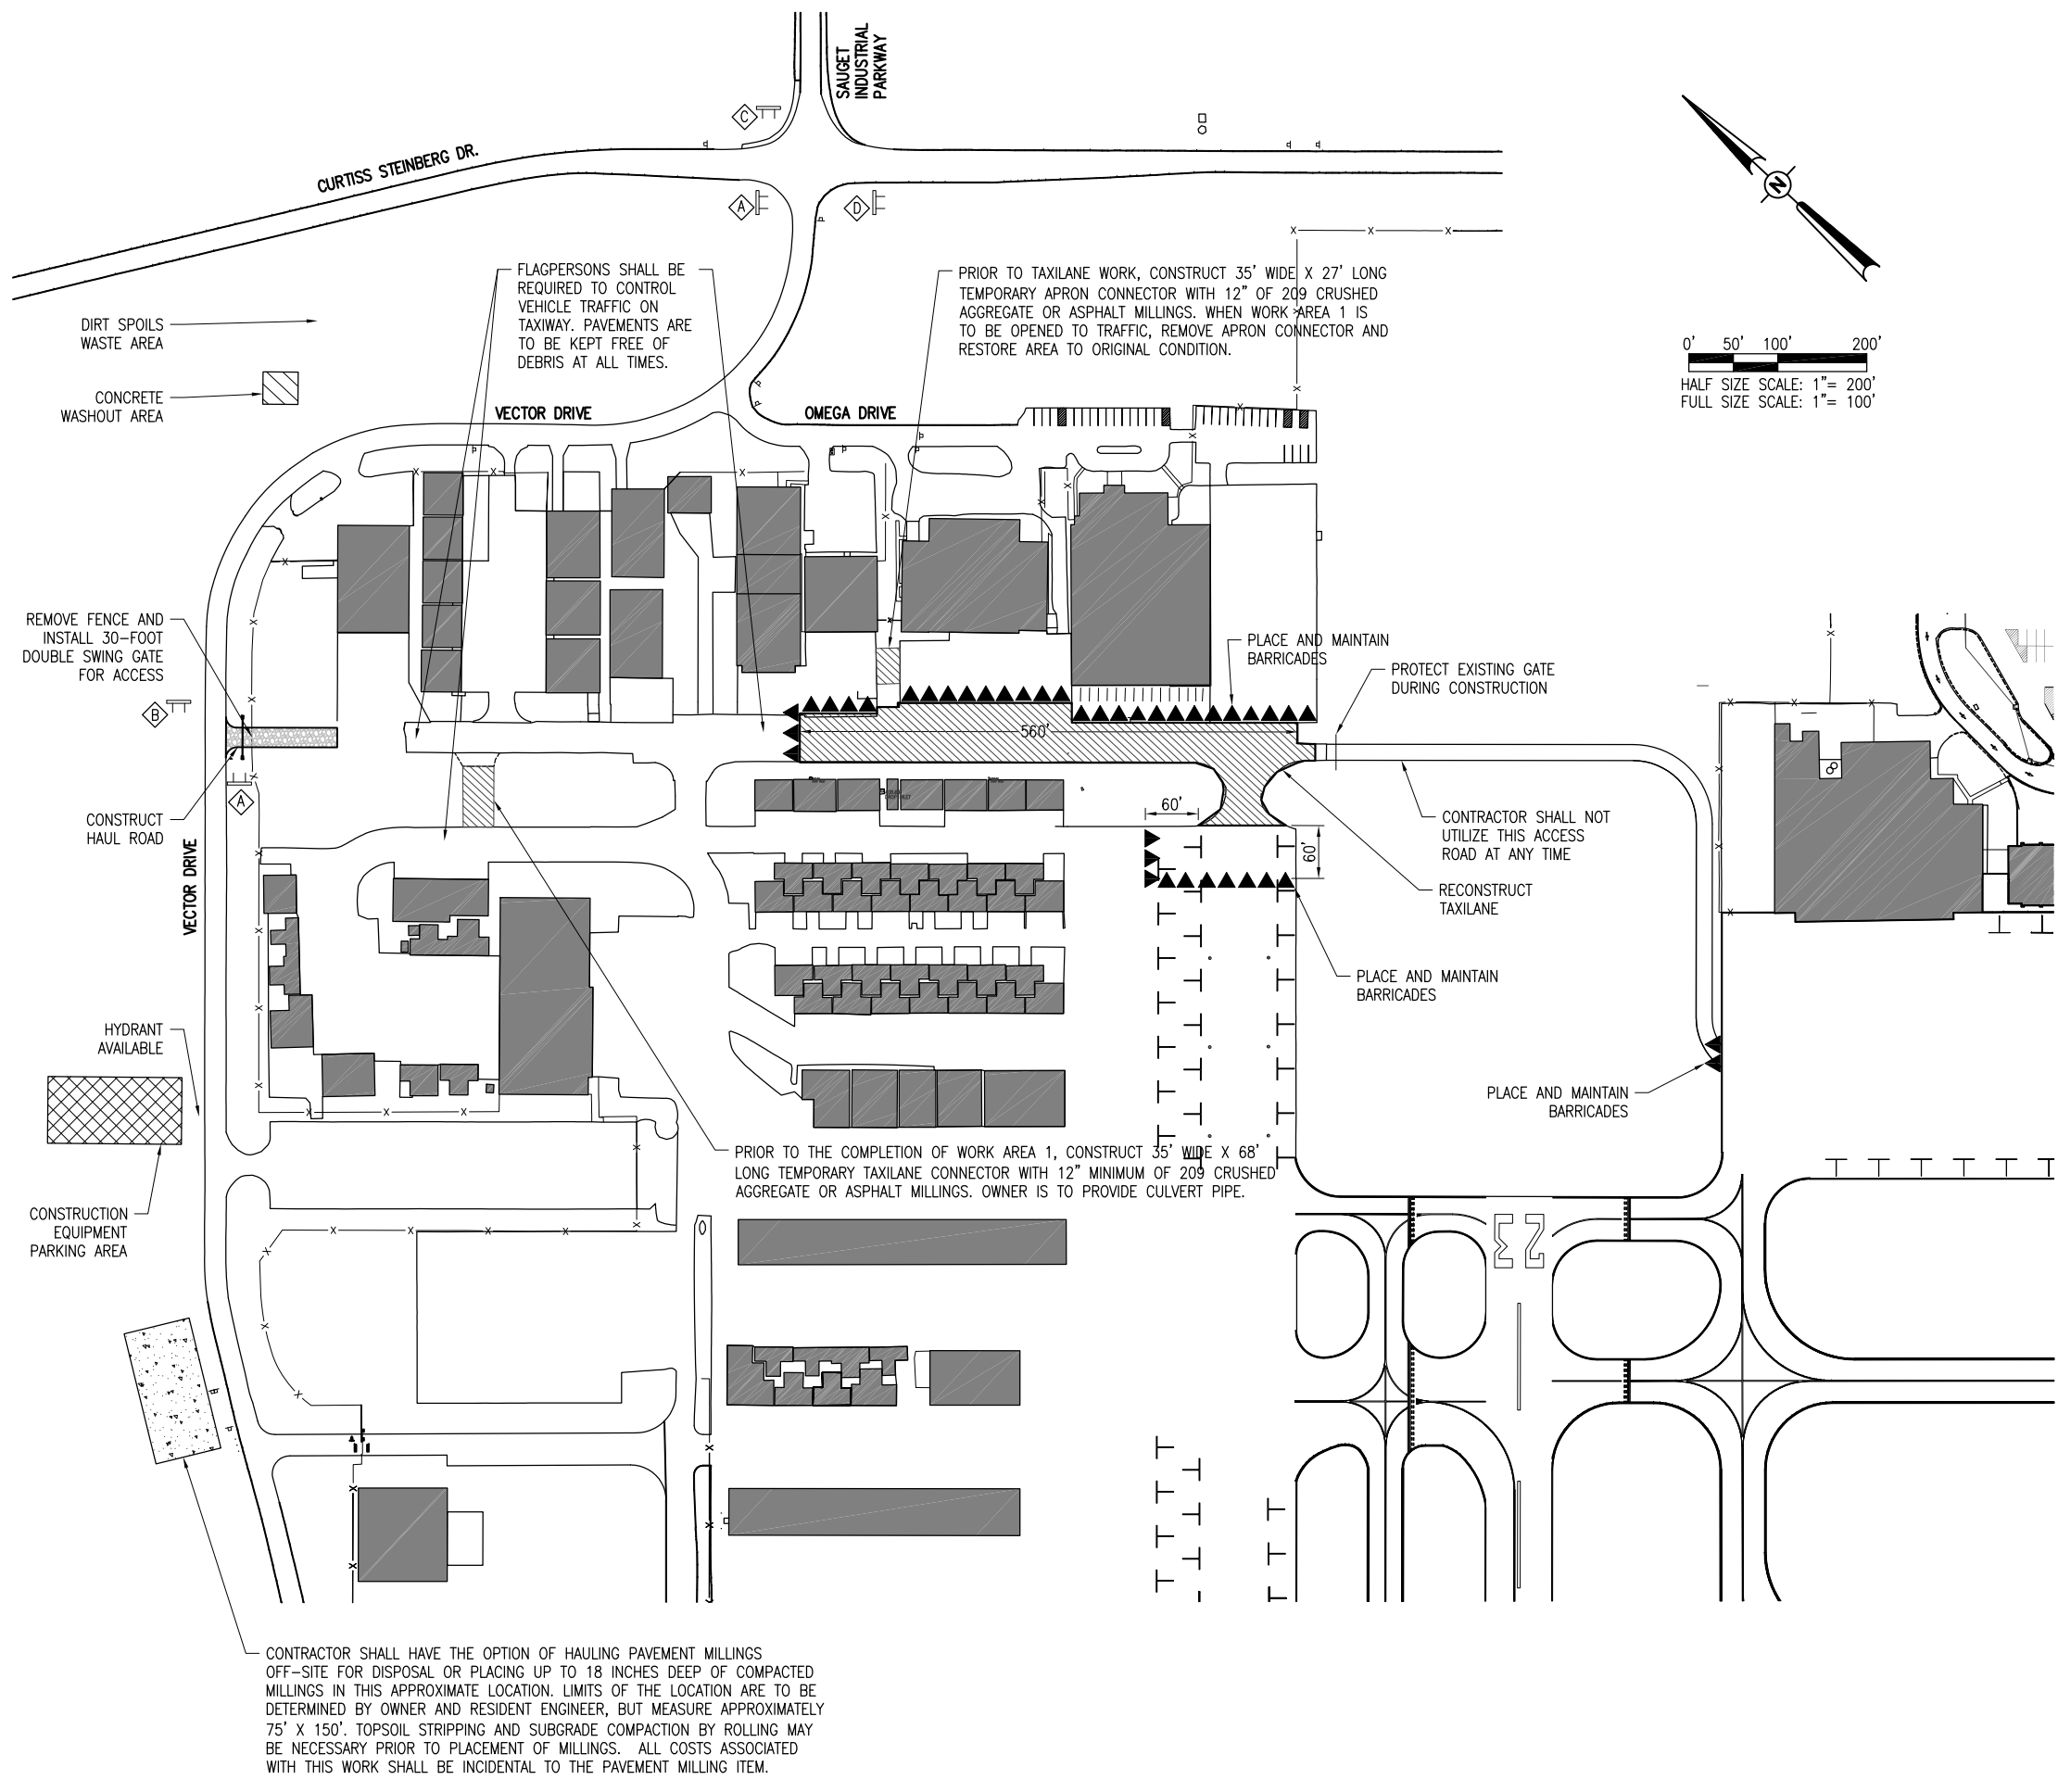 SAUGET
INDUSTRIAL
PARKWAY
C
CURTISS STEINBERG DR.
A
D
N
FLAGPERSONS SHALL BE
REQUIRED TO CONTROL
VEHICLE TRAFFIC ON
TAXIWAY. PAVEMENTS ARE
TO BE KEPT FREE OF
DEBRIS AT ALL TIMES.
PRIOR TO TAXILANE WORK, CONSTRUCT 35' WIDE X 27' LONG
TEMPORARY APRON CONNECTOR WITH 12" OF 209 CRUSHED
AGGREGATE OR ASPHALT MILLINGS. WHEN WORK AREA 1 IS
TO BE OPENED TO TRAFFIC, REMOVE APRON CONNECTOR AND
RESTORE AREA TO ORIGINAL CONDITION.
DIRT SPOILS
WASTE AREA
0' 50' 100' 200'
HALF SIZE SCALE: 1"= 200'
FULL SIZE SCALE: 1"= 100'
CONCRETE
WASHOUT AREA
VECTOR DRIVE
OMEGA DRIVE
REMOVE FENCE AND
INSTALL 30-FOOT
DOUBLE SWING GATE
FOR ACCESS
PLACE AND MAINTAIN
BARRICADES
PROTECT EXISTING GATE
DURING CONSTRUCTION
B
560'
A
CONSTRUCT
HAUL ROAD
60'
60'
CONTRACTOR SHALL NOT
UTILIZE THIS ACCESS
ROAD AT ANY TIME
VECTOR DRIVE
RECONSTRUCT
TAXILANE
PLACE AND MAINTAIN
BARRICADES
HYDRANT
AVAILABLE
PLACE AND MAINTAIN
BARRICADES
PRIOR TO THE COMPLETION OF WORK AREA 1, CONSTRUCT 35' WIDE X 68'
LONG TEMPORARY TAXILANE CONNECTOR WITH 12" MINIMUM OF 209 CRUSHED
AGGREGATE OR ASPHALT MILLINGS. OWNER IS TO PROVIDE CULVERT PIPE.
CONSTRUCTION
EQUIPMENT
PARKING AREA
23
CONTRACTOR SHALL HAVE THE OPTION OF HAULING PAVEMENT MILLINGS
OFF-SITE FOR DISPOSAL OR PLACING UP TO 18 INCHES DEEP OF COMPACTED
MILLINGS IN THIS APPROXIMATE LOCATION. LIMITS OF THE LOCATION ARE TO BE
DETERMINED BY OWNER AND RESIDENT ENGINEER, BUT MEASURE APPROXIMATELY
75' X 150'. TOPSOIL STRIPPING AND SUBGRADE COMPACTION BY ROLLING MAY
BE NECESSARY PRIOR TO PLACEMENT OF MILLINGS. ALL COSTS ASSOCIATED
WITH THIS WORK SHALL BE INCIDENTAL TO THE PAVEMENT MILLING ITEM.